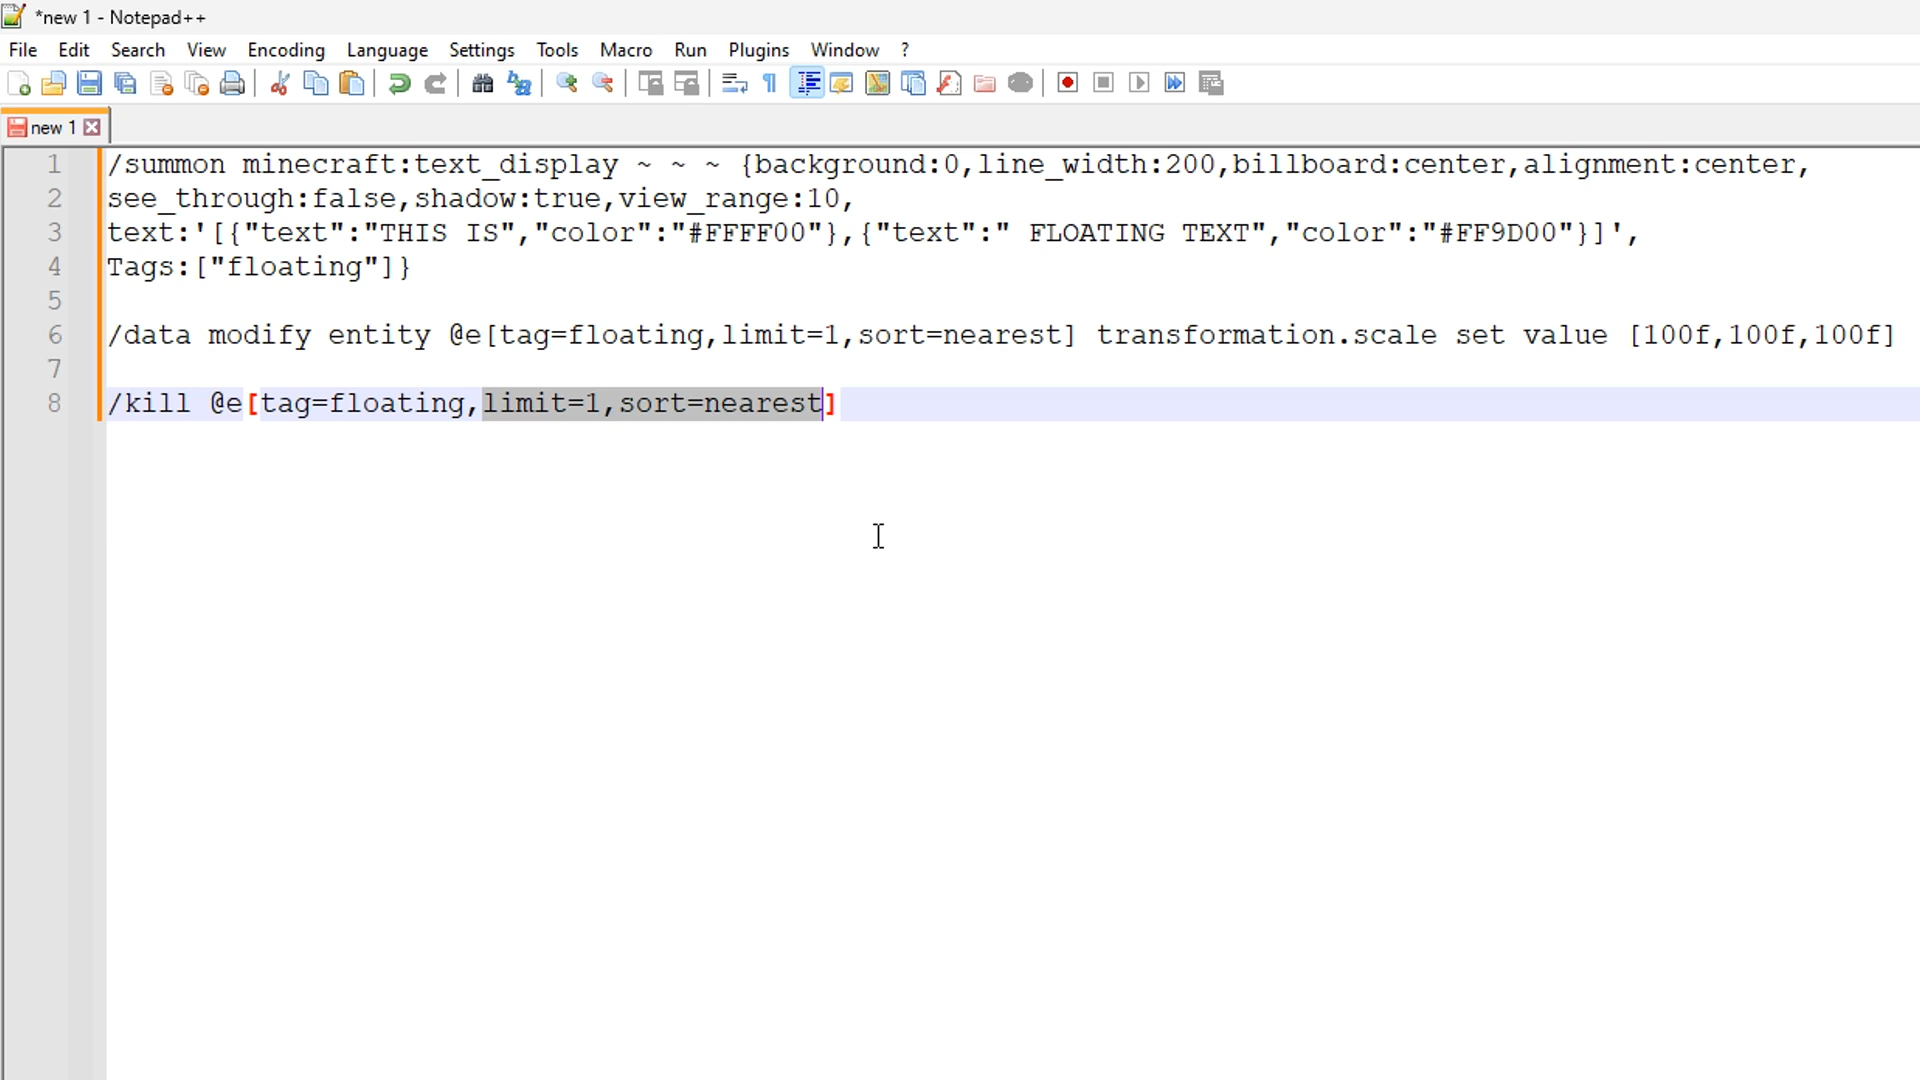 *new 1 - Notepad++
File Edit Search View Encoding Language Settings Tools Macro Run Plugins Window ?
new 1
1 /summon minecraft:text_display ~ ~ ~ {background:0,line_width:200,billboard:center,alignment:center,
2 see_through:false,shadow:true,view_range:10,
3 text:'[{"text":"THIS IS","color":"#FFFF00"},{"text":" FLOATING TEXT","color":"#FF9D00"}]',
4 Tags:["floating"]}
5
6 /data modify entity @e[tag=floating,limit=1,sort=nearest] transformation.scale set value [100f,100f,100f]
7
8 /kill @e[tag=floating,limit=1,sort=nearest]